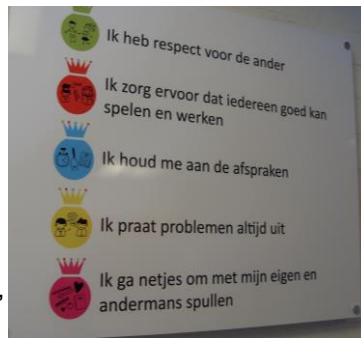 Ik heb respect voor de ander
Ik zorg ervoor dat iedereen goed kan
spelen en werken
Ik houd me aan de afspraken
Ik praat problemen altijd uit
Ik ga netjes om met mijn eigen en
andermans spullen
,